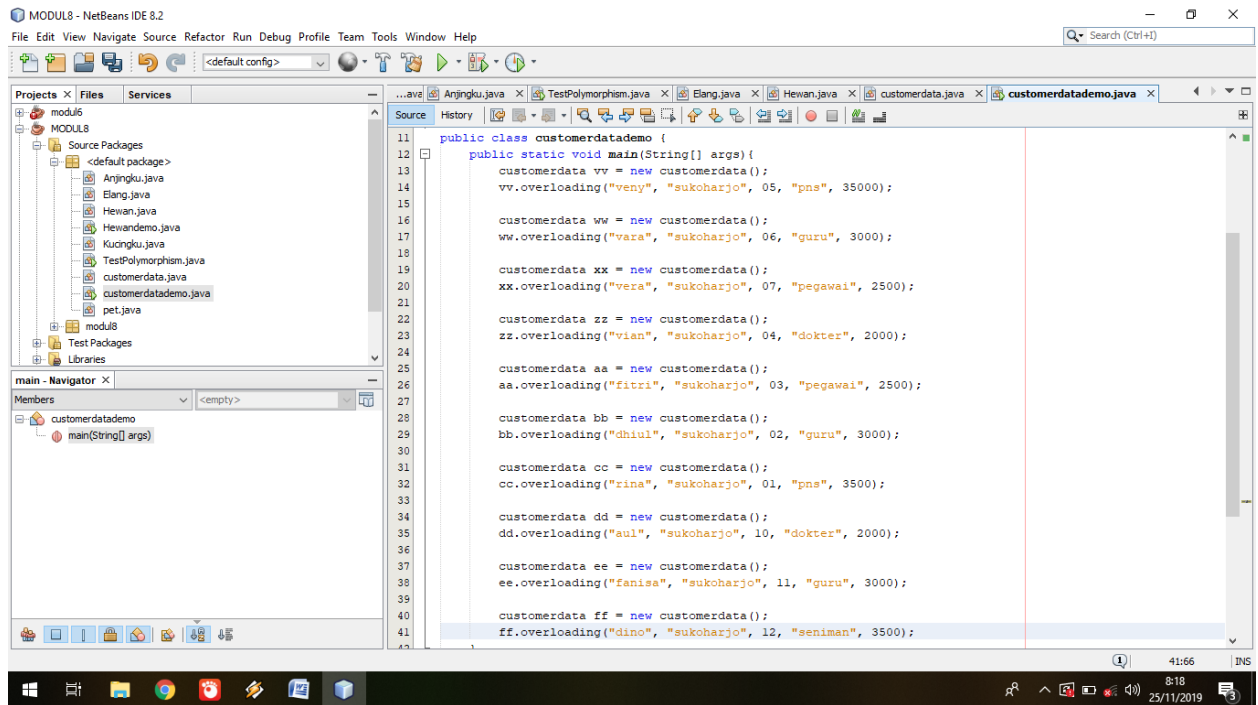 MODUL8 - NetBeans IDE 8.2
File Edit View Navigate Source Refactor Run Debug Profile Team Tools Window Help
Search (Ctrl+I)
<default config>
Projects Files Services
modul6
MODUL8
Source Packages
<default package>
Anjingku.java
Elang.java
Hewan.java
Hewandemo.java
Kucingku.java
TestPolymorphism.java
customerdata.java
customerdatademo.java
pet.java
modul8
Test Packages
Libraries
main - Navigator
Members <empty>
customerdatademo
main(String[] args)
...ava Anjingku.java TestPolymorphism.java Elang.java Hewan.java customerdata.java customerdatademo.java
Source History
11 public class customerdatademo {
12 public static void main(String[] args){
13 customerdata vv = new customerdata();
14 vv.overloading("veny", "sukoharjo", 05, "pns", 35000);
15
16 customerdata ww = new customerdata();
17 ww.overloading("vara", "sukoharjo", 06, "guru", 3000);
18
19 customerdata xx = new customerdata();
20 xx.overloading("vera", "sukoharjo", 07, "pegawai", 2500);
21
22 customerdata zz = new customerdata();
23 zz.overloading("vian", "sukoharjo", 04, "dokter", 2000);
24
25 customerdata aa = new customerdata();
26 aa.overloading("fitri", "sukoharjo", 03, "pegawai", 2500);
27
28 customerdata bb = new customerdata();
29 bb.overloading("dhiul", "sukoharjo", 02, "guru", 3000);
30
31 customerdata cc = new customerdata();
32 cc.overloading("rina", "sukoharjo", 01, "pns", 3500);
33
34 customerdata dd = new customerdata();
35 dd.overloading("aul", "sukoharjo", 10, "dokter", 2000);
36
37 customerdata ee = new customerdata();
38 ee.overloading("fanisa", "sukoharjo", 11, "guru", 3000);
39
40 customerdata ff = new customerdata();
41 ff.overloading("dino", "sukoharjo", 12, "seniman", 3500);
42 }
1 41:66 INS
8:18
25/11/2019
3